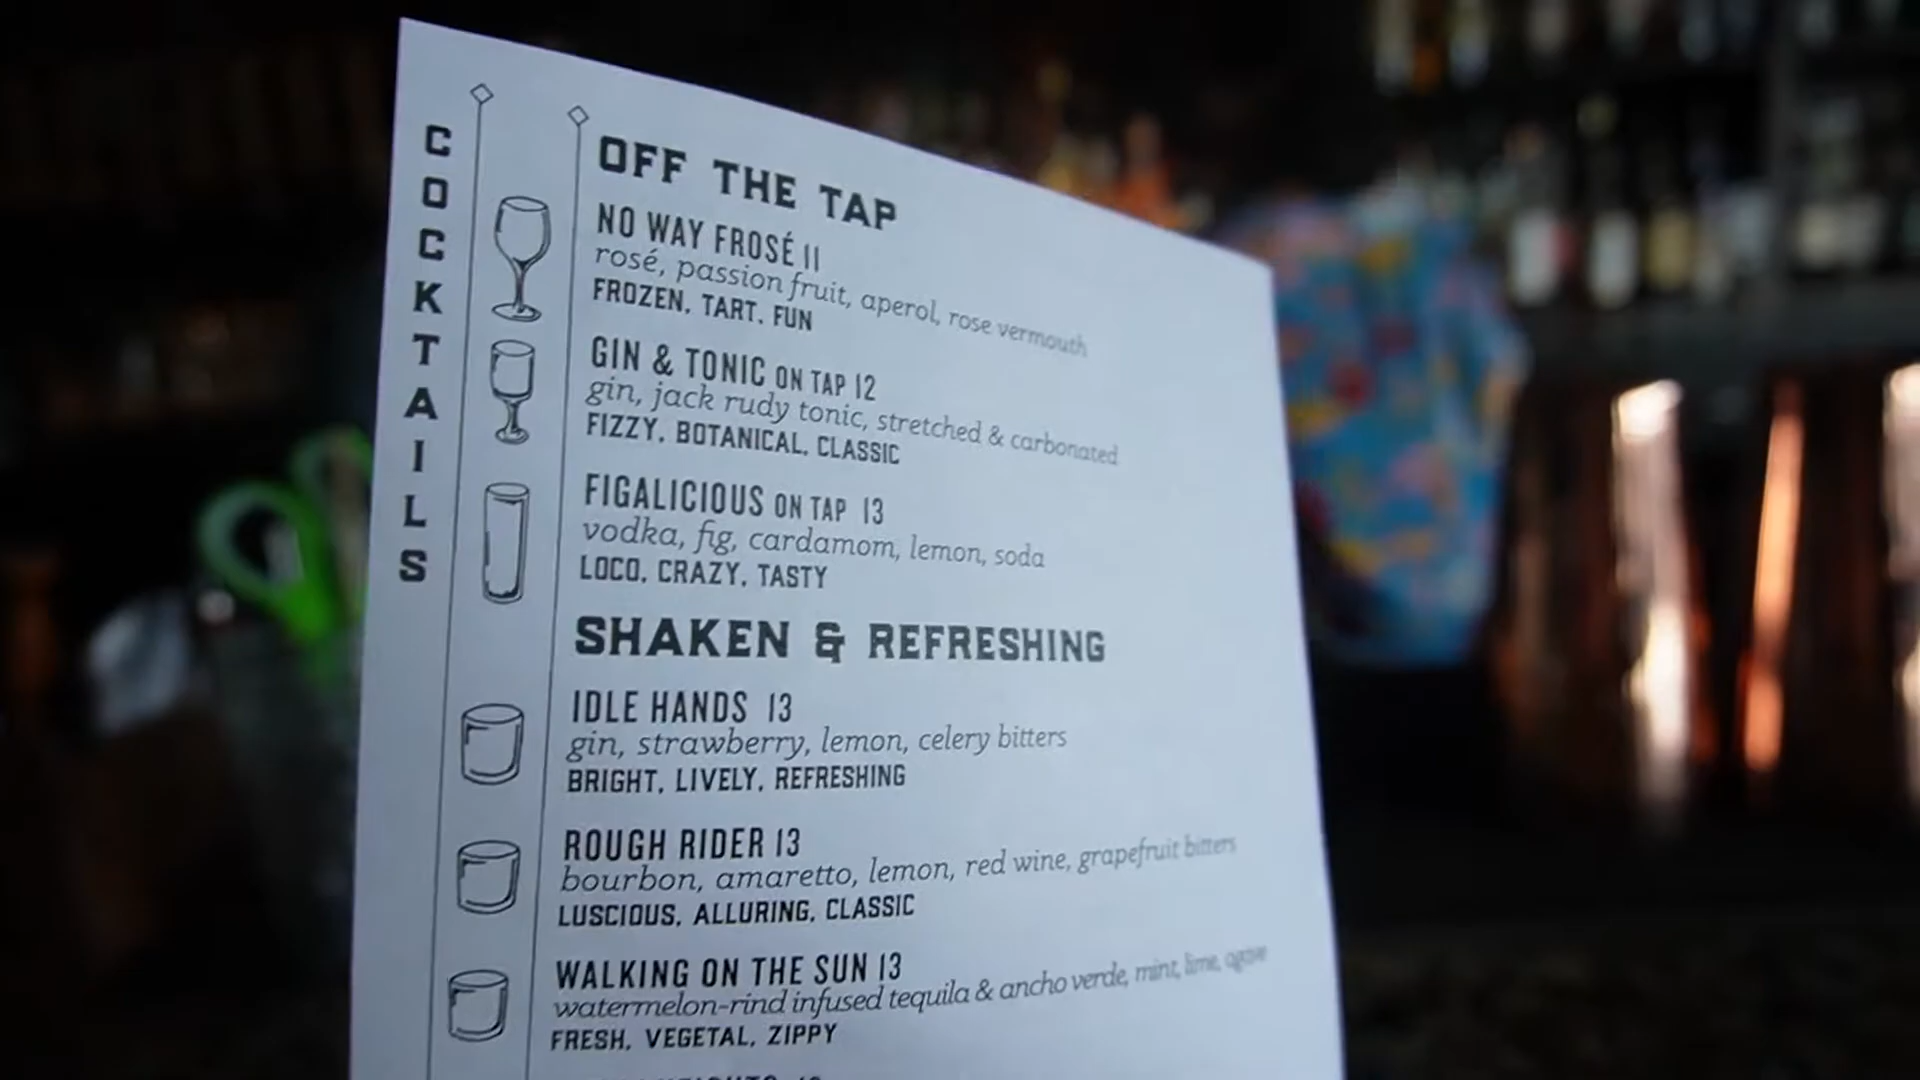 COCKTAILS
OFF THE TAP
NO WAY FROSÉ 11
rosé, passion fruit, aperol, rose vermouth
FROZEN, TART, FUN
GIN & TONIC ON TAP 12
gin, jack rudy tonic, stretched & carbonated
FIZZY, BOTANICAL, CLASSIC
FIGALICIOUS ON TAP 13
vodka, fig, cardamom, lemon, soda
LOCO, CRAZY, TASTY
SHAKEN & REFRESHING
IDLE HANDS 13
gin, strawberry, lemon, celery bitters
BRIGHT, LIVELY, REFRESHING
ROUGH RIDER 13
bourbon, amaretto, lemon, red wine, grapefruit bitters
LUSCIOUS, ALLURING, CLASSIC
WALKING ON THE SUN 13
watermelon-rind infused tequila & ancho verde, mint, lime, agave
FRESH, VEGETAL, ZIPPY